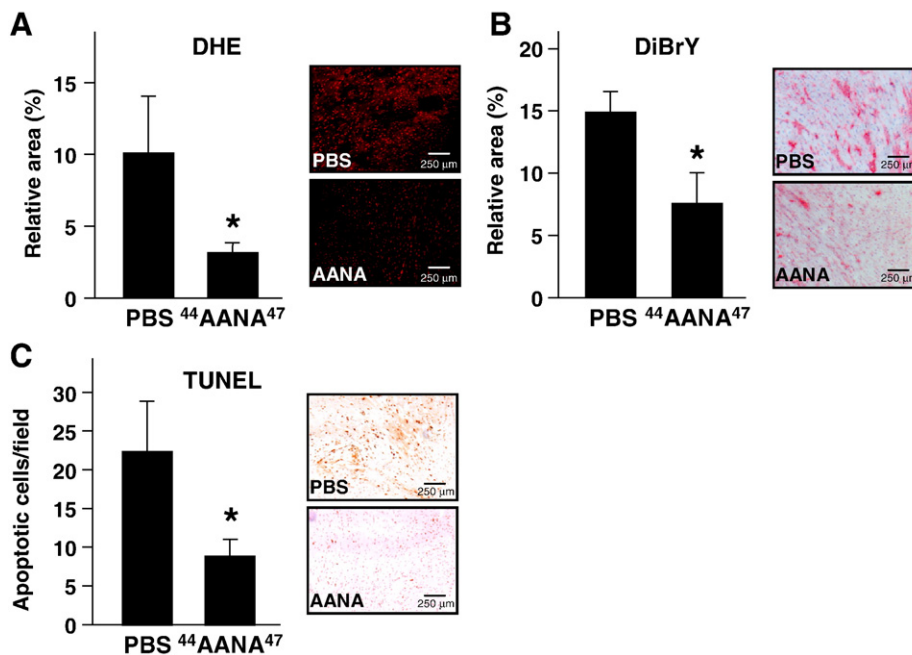 A
DHE
Relative area (%)
15
10
5
0
PBS ⁴⁴AANA⁴⁷
*
PBS
250 µm
AANA
250 µm
B
DiBrY
Relative area (%)
20
15
10
5
0
PBS ⁴⁴AANA⁴⁷
*
PBS
250 µm
AANA
250 µm
C
TUNEL
Apoptotic cells/field
30
25
20
15
10
5
0
PBS ⁴⁴AANA⁴⁷
*
PBS
250 µm
AANA
250 µm